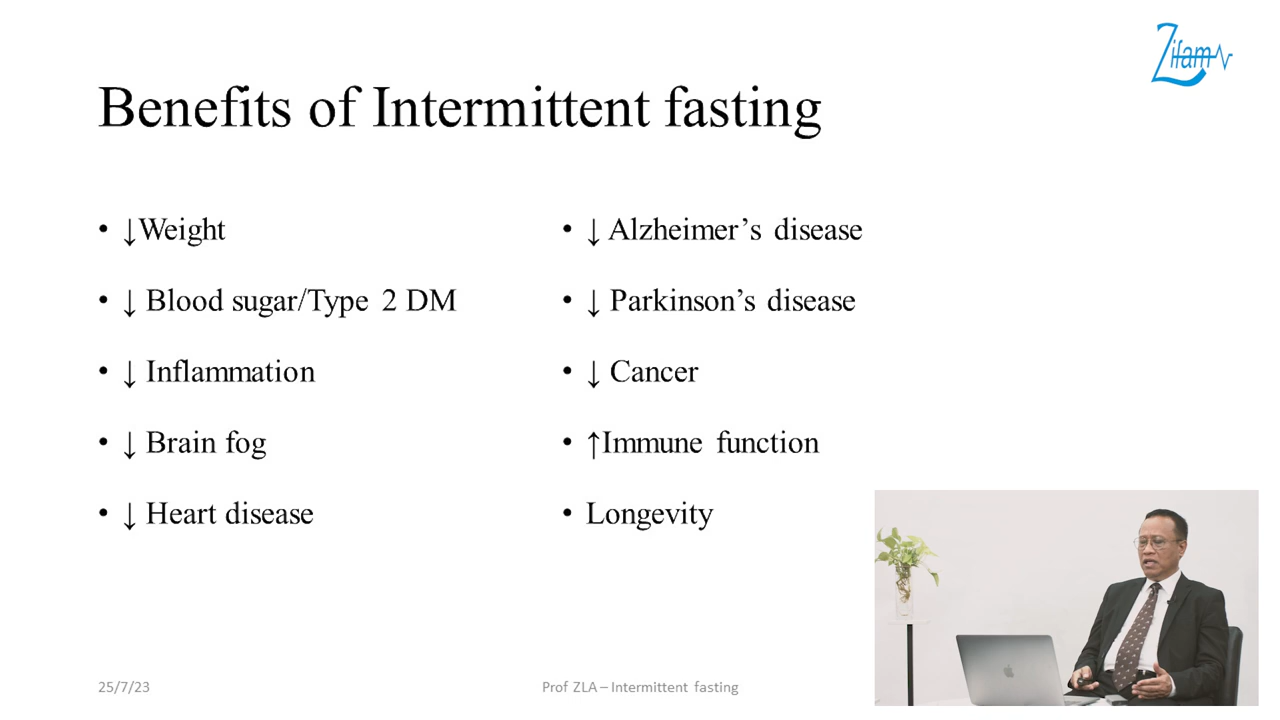 Zifam
Benefits of Intermittent fasting
• ↓Weight
• ↓ Blood sugar/Type 2 DM
• ↓ Inflammation
• ↓ Brain fog
• ↓ Heart disease
• ↓ Alzheimer’s disease
• ↓ Parkinson’s disease
• ↓ Cancer
• ↑Immune function
• Longevity
25/7/23
Prof ZLA – Intermittent fasting